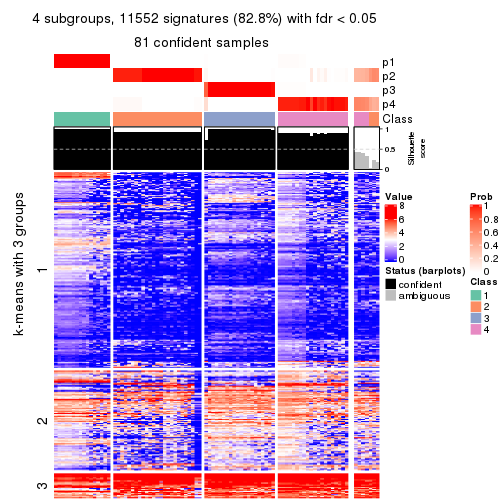 4 subgroups, 11552 signatures (82.8%) with fdr < 0.05
81 confident samples
p1
p2
p3
p4
Class
1
0.5
0
Silhouette
score
k-means with 3 groups
1
2
3
Value
8
6
4
2
0
Status (barplots)
confident
ambiguous
Prob
1
0.8
0.6
0.4
0.2
0
Class
1
2
3
4